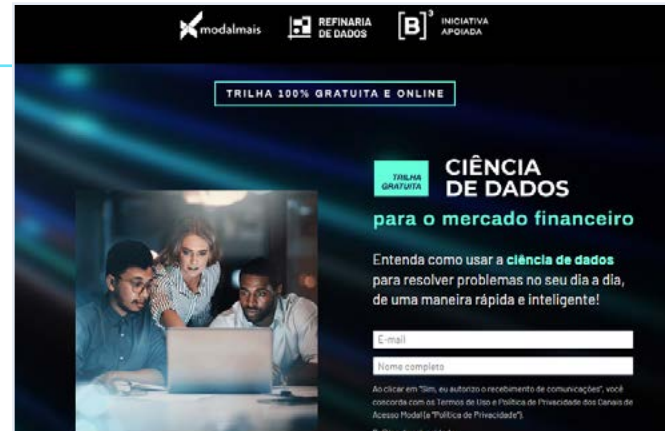 modalmais
REFINARIA
DE DADOS
[B]³
INICIATIVA
APOIADA
TRILHA 100% GRATUITA E ONLINE
TRILHA
GRATUITA
CIÊNCIA
DE DADOS
para o mercado financeiro
Entenda como usar a ciência de dados
para resolver problemas no seu dia a dia,
de uma maneira rápida e inteligente!
E-mail
Nome completo
Ao clicar em "Sim, eu autorizo o recebimento de comunicações", você
concorda com os Termos de Uso e Política de Privacidade dos Canais de
Acesso Modal (a "Política de Privacidade").